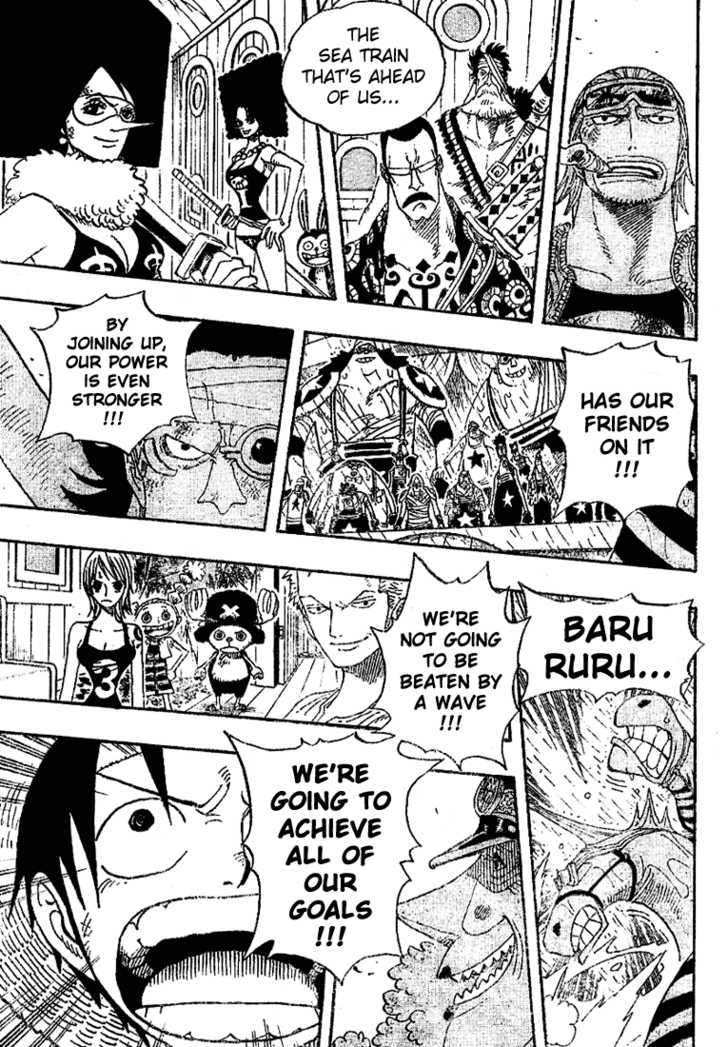 THE
SEA TRAIN
THAT'S AHEAD
OF US...
HAS OUR
FRIENDS
ON IT
!!!
BY
JOINING UP,
OUR POWER
IS EVEN
STRONGER
!!!
BARU
RURU...
WE'RE
NOT GOING
TO BE
BEATEN BY
A WAVE
!!!
3
WE'RE
GOING TO
ACHIEVE
ALL OF
OUR
GOALS
!!!